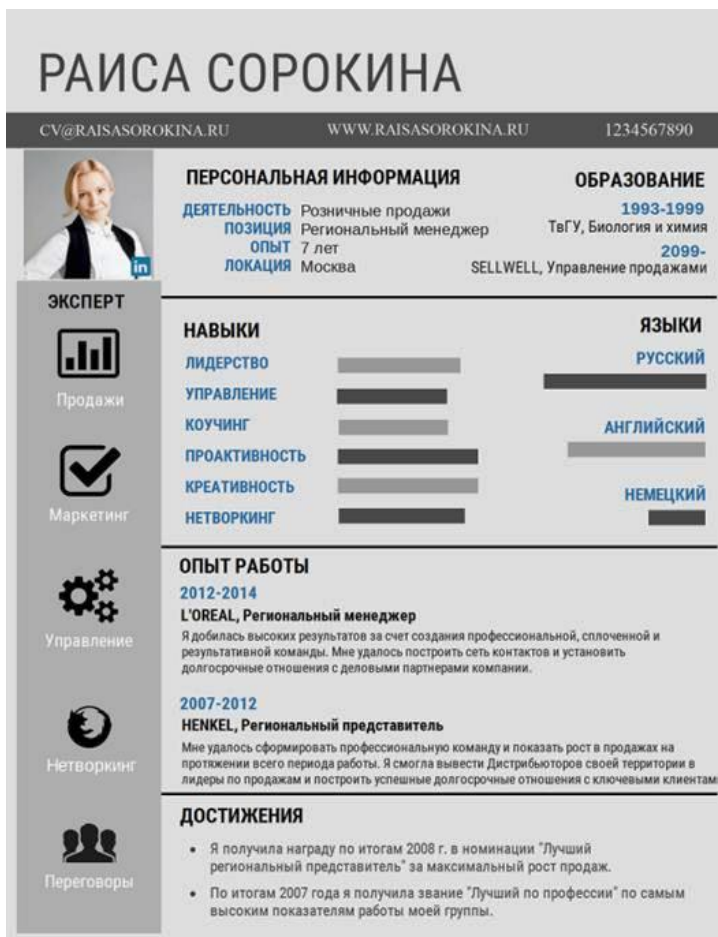 РАИСА СОРОКИНА
CV@RAISASOROKINA.RU
WWW.RAISASOROKINA.RU
1234567890
in
ЭКСПЕРТ
Продажи
Маркетинг
Управление
Нетворкинг
Переговоры
ПЕРСОНАЛЬНАЯ ИНФОРМАЦИЯ
ДЕЯТЕЛЬНОСТЬ Розничные продажи
ПОЗИЦИЯ Региональный менеджер
ОПЫТ 7 лет
ЛОКАЦИЯ Москва
ОБРАЗОВАНИЕ
1993-1999
ТвГУ, Биология и химия
2099-
SELLWELL, Управление продажами
НАВЫКИ
ЛИДЕРСТВО
УПРАВЛЕНИЕ
КОУЧИНГ
ПРОАКТИВНОСТЬ
КРЕАТИВНОСТЬ
НЕТВОРКИНГ
ЯЗЫКИ
РУССКИЙ
АНГЛИЙСКИЙ
НЕМЕЦКИЙ
ОПЫТ РАБОТЫ
2012-2014
L'OREAL, Региональный менеджер
Я добилась высоких результатов за счет создания профессиональной, сплоченной и
результативной команды. Мне удалось построить сеть контактов и установить
долгосрочные отношения с деловыми партнерами компании.
2007-2012
HENKEL, Региональный представитель
Мне удалось сформировать профессиональную команду и показать рост в продажах на
протяжении всего периода работы. Я смогла вывести Дистрибьюторов своей территории в
лидеры по продажам и построить успешные долгосрочные отношения с ключевыми клиентам
ДОСТИЖЕНИЯ
• Я получила награду по итогам 2008 г. в номинации "Лучший
региональный представитель" за максимальный рост продаж.
• По итогам 2007 года я получила звание "Лучший по профессии" по самым
высоким показателям работы моей группы.